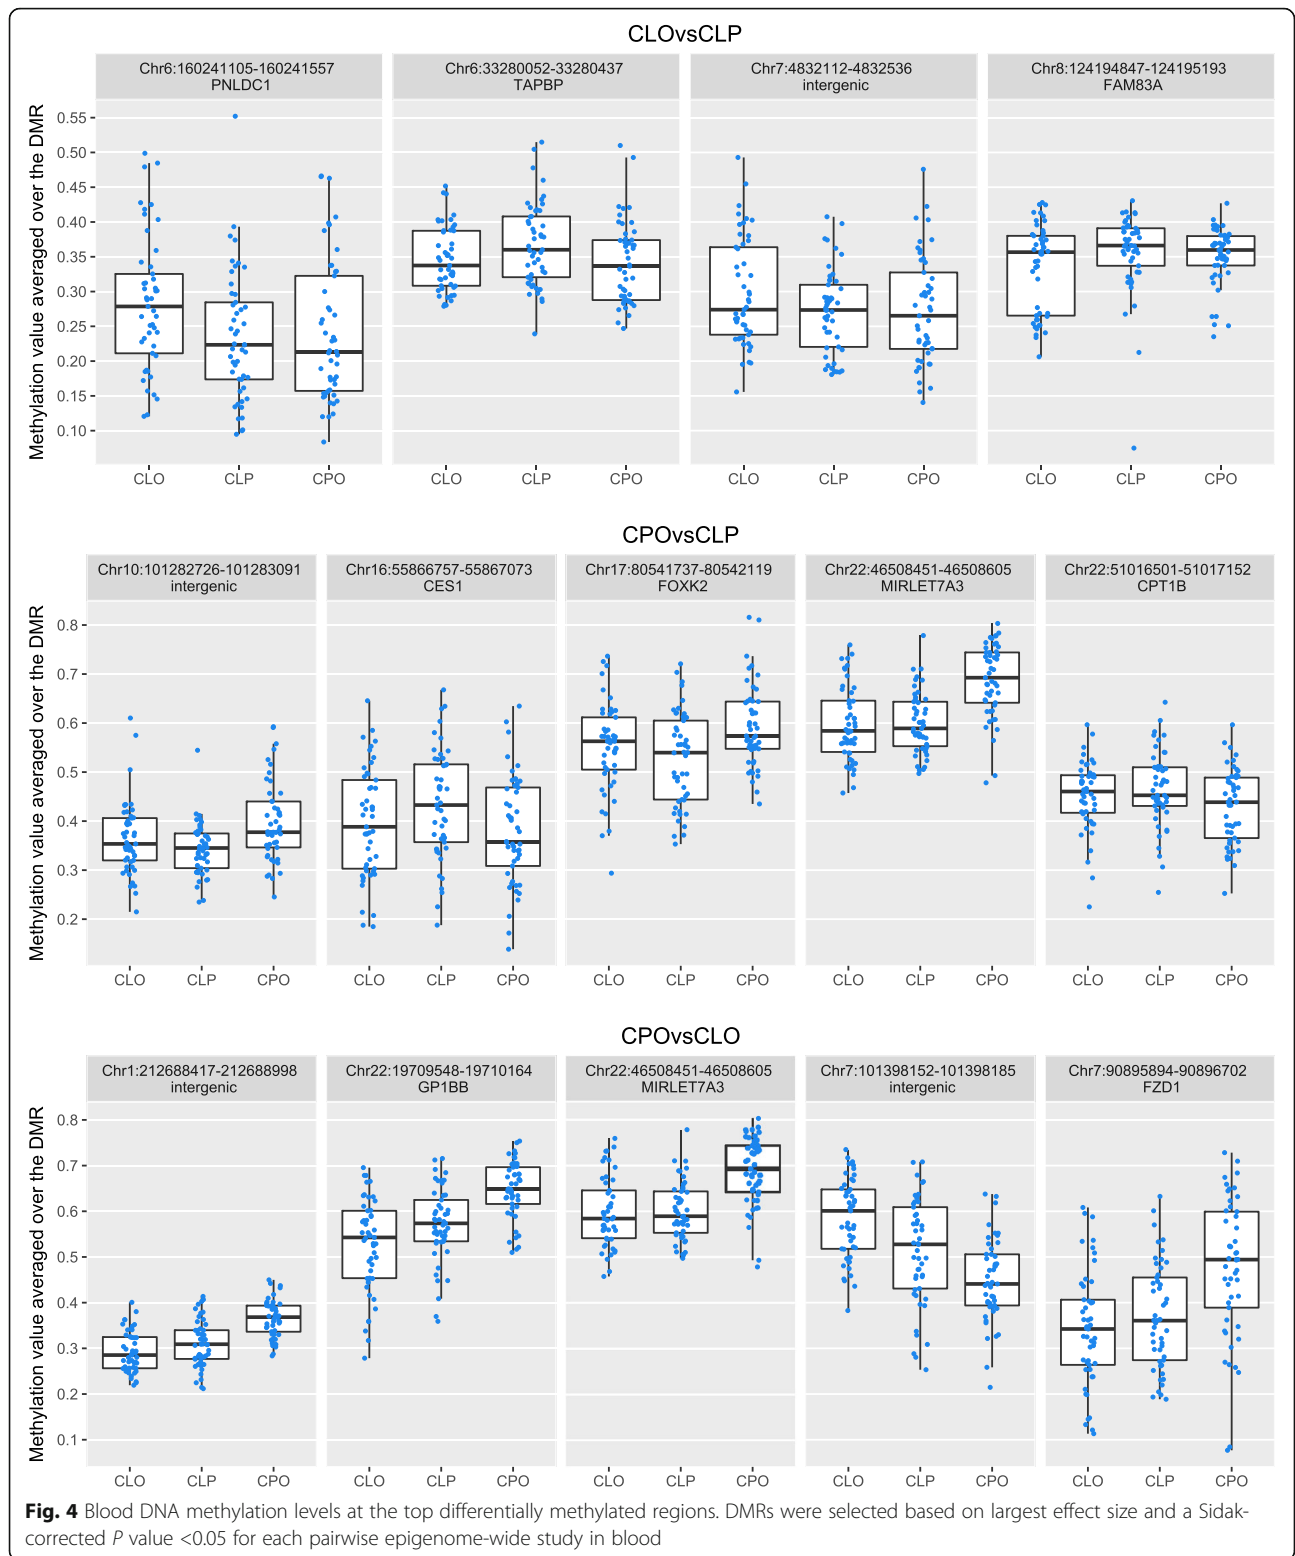 CLOvsCLP
Chr6:160241105-160241557
PNLDC1
Chr6:33280052-33280437
TAPBP
Chr7:4832112-4832536
intergenic
Chr8:124194847-124195193
FAM83A
Methylation value averaged over the DMR
0.55
0.50
0.45
0.40
0.35
0.30
0.25
0.20
0.15
0.10
CLO CLP CPO CLO CLP CPO CLO CLP CPO CLO CLP CPO
CPOvsCLP
Chr10:101282726-101283091
intergenic
Chr16:55866757-55867073
CES1
Chr17:80541737-80542119
FOXK2
Chr22:46508451-46508605
MIRLET7A3
Chr22:51016501-51017152
CPT1B
Methylation value averaged over the DMR
0.8
0.7
0.6
0.5
0.4
0.3
0.2
CLO CLP CPO CLO CLP CPO CLO CLP CPO CLO CLP CPO CLO CLP CPO
CPOvsCLO
Chr1:212688417-212688998
intergenic
Chr22:19709548-19710164
GP1BB
Chr22:46508451-46508605
MIRLET7A3
Chr7:101398152-101398185
intergenic
Chr7:90895894-90896702
FZD1
Methylation value averaged over the DMR
0.8
0.7
0.6
0.5
0.4
0.3
0.2
0.1
CLO CLP CPO CLO CLP CPO CLO CLP CPO CLO CLP CPO CLO CLP CPO
Fig. 4 Blood DNA methylation levels at the top differentially methylated regions. DMRs were selected based on largest effect size and a Sidak-
corrected P value <0.05 for each pairwise epigenome-wide study in blood